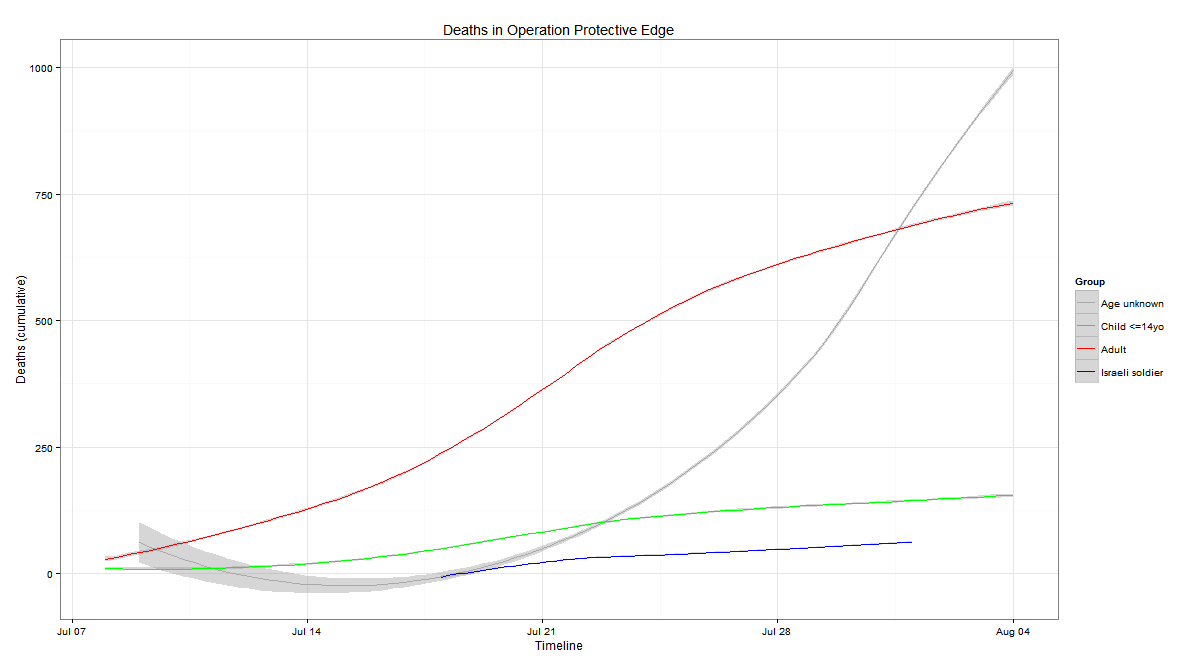 Deaths in Operation Protective Edge
Deaths (cumulative)
1000
750
500
250
0
Jul 07
Jul 14
Jul 21
Jul 28
Aug 04
Timeline
Group
Age unknown
Child <=14yo
Adult
Israeli soldier